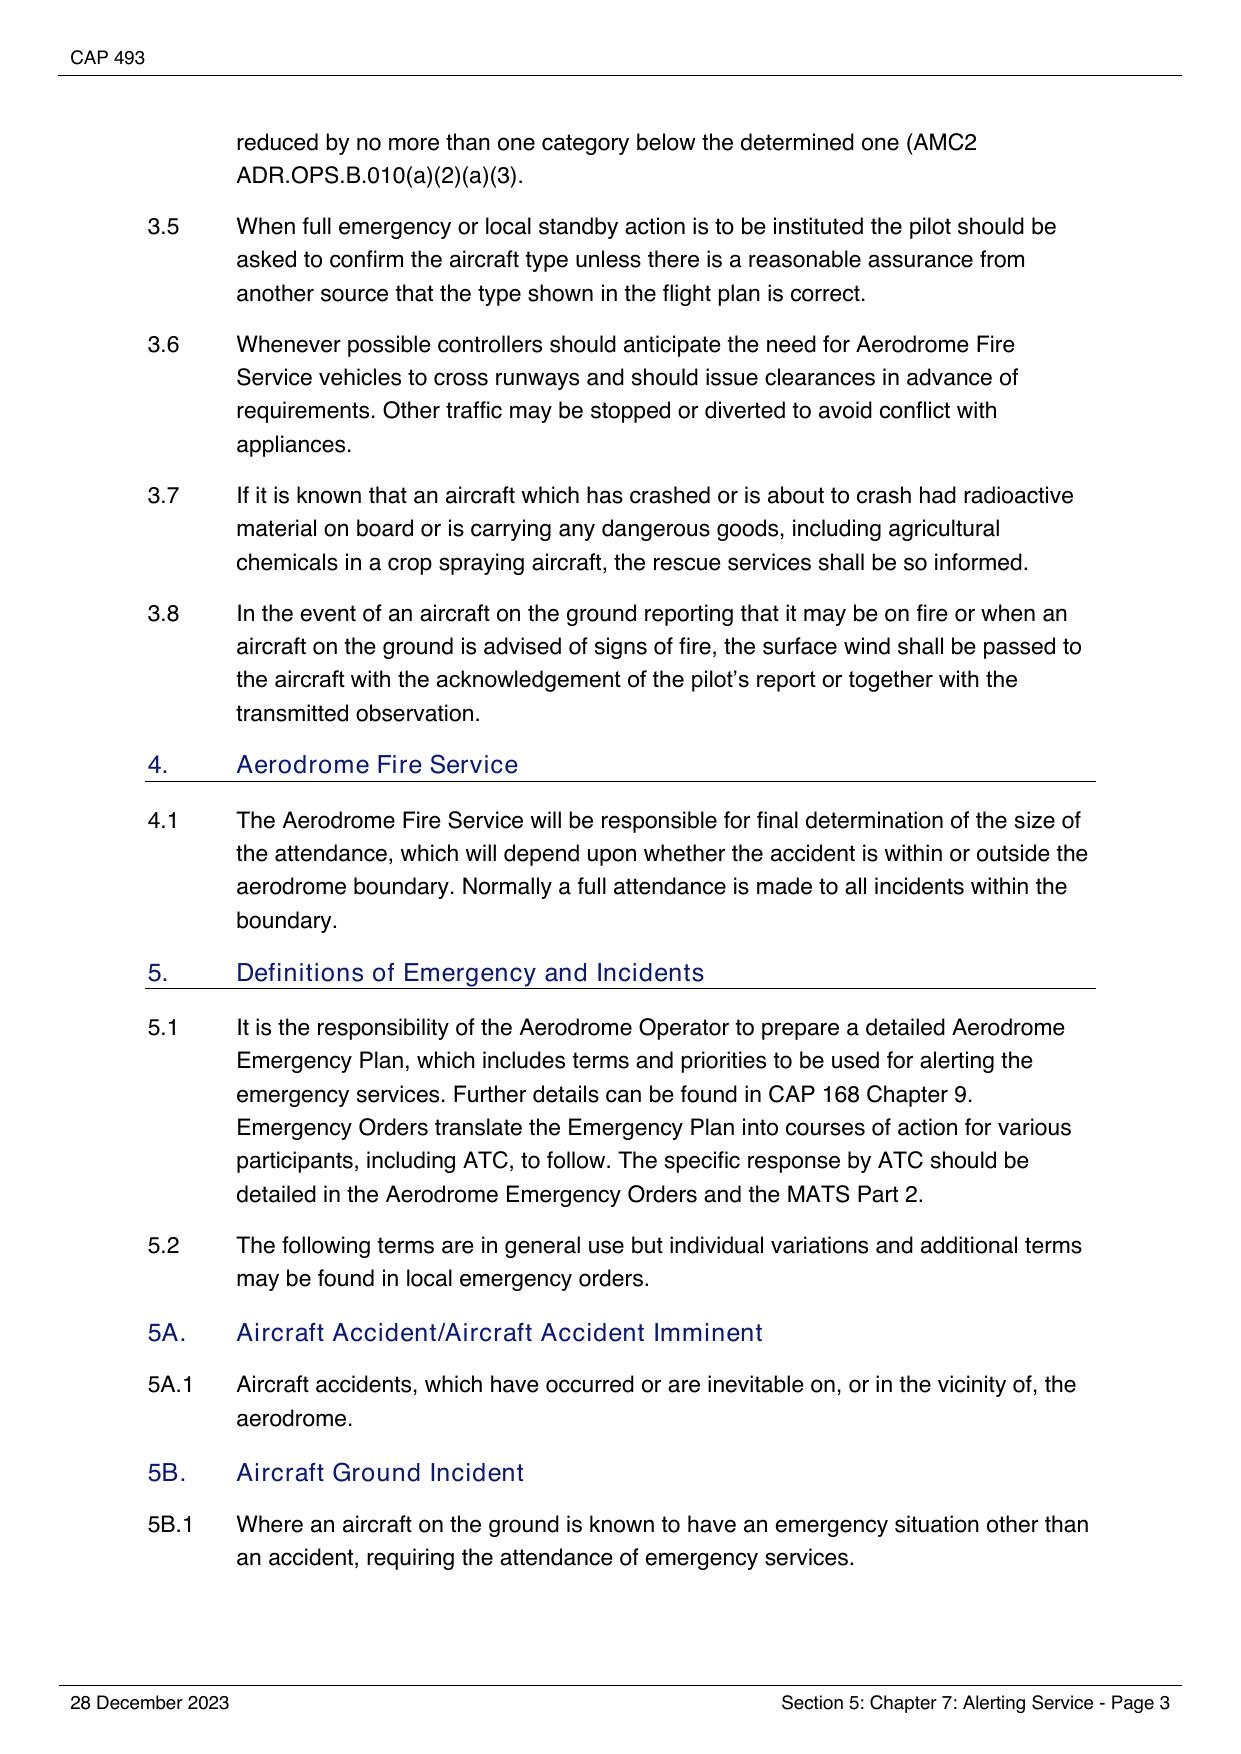 CAP 493
reduced by no more than one category below the determined one (AMC2
ADR.OPS.B.010(a)(2)(a)(3).
3.5 When full emergency or local standby action is to be instituted the pilot should be
asked to confirm the aircraft type unless there is a reasonable assurance from
another source that the type shown in the flight plan is correct.
3.6 Whenever possible controllers should anticipate the need for Aerodrome Fire
Service vehicles to cross runways and should issue clearances in advance of
requirements. Other traffic may be stopped or diverted to avoid conflict with
appliances.
3.7 If it is known that an aircraft which has crashed or is about to crash had radioactive
material on board or is carrying any dangerous goods, including agricultural
chemicals in a crop spraying aircraft, the rescue services shall be so informed.
3.8 In the event of an aircraft on the ground reporting that it may be on fire or when an
aircraft on the ground is advised of signs of fire, the surface wind shall be passed to
the aircraft with the acknowledgement of the pilot’s report or together with the
transmitted observation.
4. Aerodrome Fire Service
4.1 The Aerodrome Fire Service will be responsible for final determination of the size of
the attendance, which will depend upon whether the accident is within or outside the
aerodrome boundary. Normally a full attendance is made to all incidents within the
boundary.
5. Definitions of Emergency and Incidents
5.1 It is the responsibility of the Aerodrome Operator to prepare a detailed Aerodrome
Emergency Plan, which includes terms and priorities to be used for alerting the
emergency services. Further details can be found in CAP 168 Chapter 9.
Emergency Orders translate the Emergency Plan into courses of action for various
participants, including ATC, to follow. The specific response by ATC should be
detailed in the Aerodrome Emergency Orders and the MATS Part 2.
5.2 The following terms are in general use but individual variations and additional terms
may be found in local emergency orders.
5A. Aircraft Accident/Aircraft Accident Imminent
5A.1 Aircraft accidents, which have occurred or are inevitable on, or in the vicinity of, the
aerodrome.
5B. Aircraft Ground Incident
5B.1 Where an aircraft on the ground is known to have an emergency situation other than
an accident, requiring the attendance of emergency services.
28 December 2023 Section 5: Chapter 7: Alerting Service - Page 3